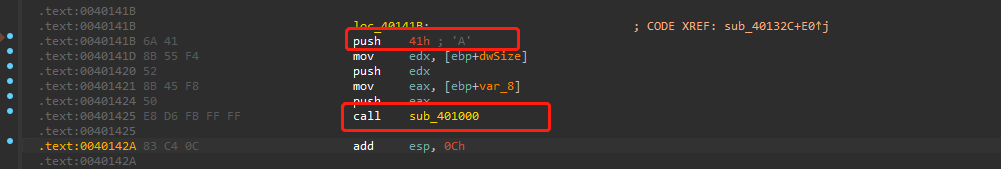 .text:0040141B
.text:0040141B loc_40141B: ; CODE XREF: sub_40132C+E0↑j
.text:0040141B 6A 41 push 41h ; 'A'
.text:0040141D 8B 55 F4 mov edx, [ebp+dwSize]
.text:00401420 52 push edx
.text:00401421 8B 45 F8 mov eax, [ebp+var_8]
.text:00401424 50 push eax
.text:00401425 E8 D6 FB FF FF call sub_401000
.text:00401425
.text:0040142A 83 C4 0C add esp, 0Ch
.text:0040142A